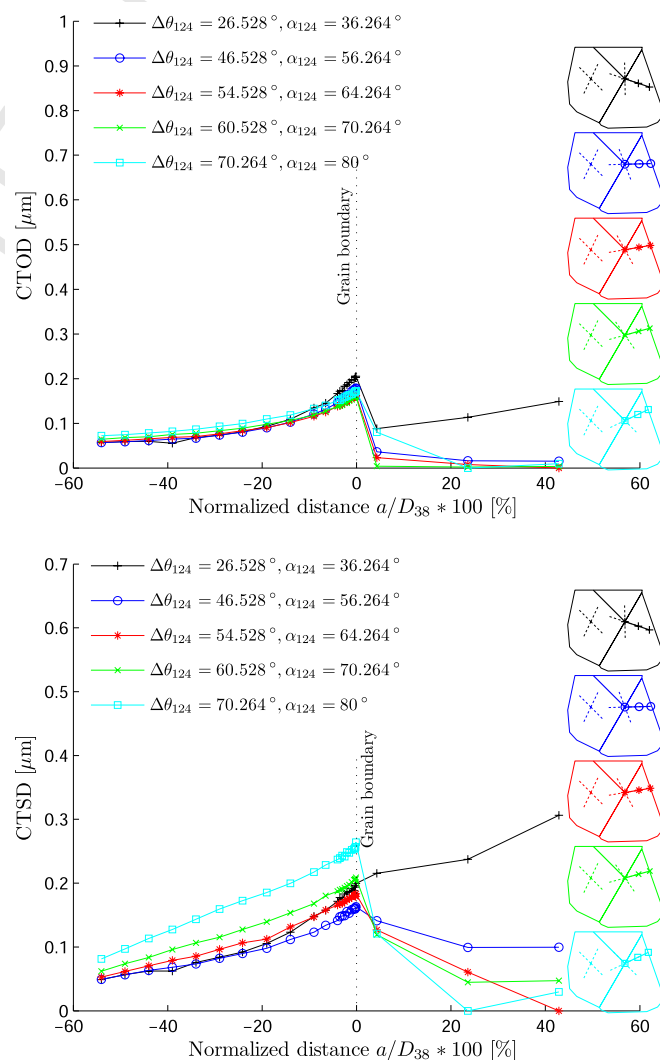 1
0.9
0.8
0.7
0.6
0.5
0.4
0.3
0.2
0.1
0
CTOD [μm]
Δθ124 = 26.528°, α124 = 36.264°
Δθ124 = 46.528°, α124 = 56.264°
Δθ124 = 54.528°, α124 = 64.264°
Δθ124 = 60.528°, α124 = 70.264°
Δθ124 = 70.264°, α124 = 80°
Grain boundary
−60 −40 −20 0 20 40 60
Normalized distance a/D38 ∗ 100 [%]
0.7
0.6
0.5
0.4
0.3
0.2
0.1
0
CTSD [μm]
Δθ124 = 26.528°, α124 = 36.264°
Δθ124 = 46.528°, α124 = 56.264°
Δθ124 = 54.528°, α124 = 64.264°
Δθ124 = 60.528°, α124 = 70.264°
Δθ124 = 70.264°, α124 = 80°
Grain boundary
−60 −40 −20 0 20 40 60
Normalized distance a/D38 ∗ 100 [%]